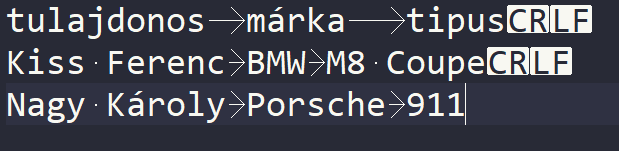 tulajdonos	márka	tipusCRLF
Kiss Ferenc	BMW	M8 CoupeCRLF
Nagy Károly	Porsche	911